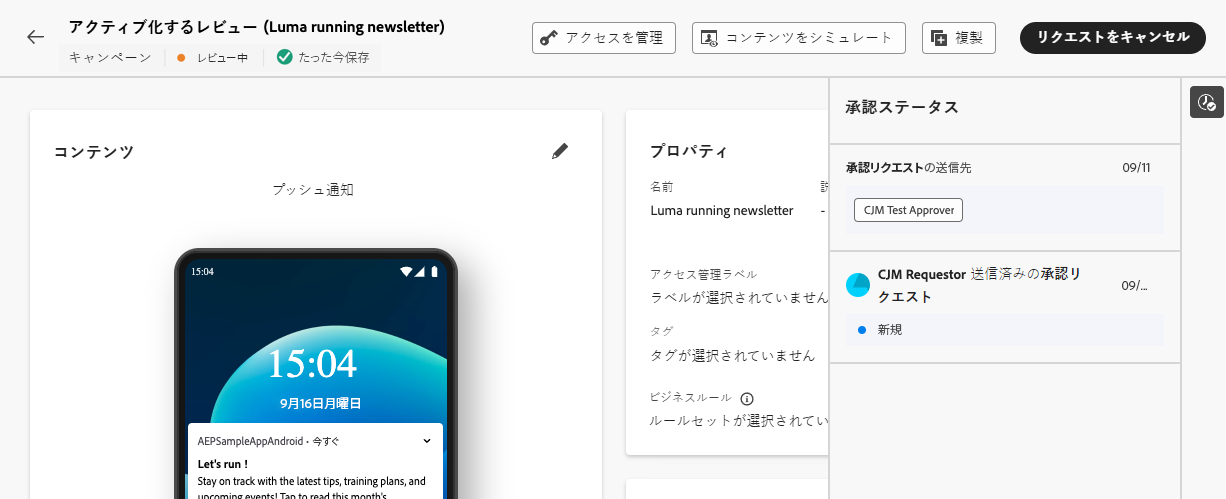 アクティブ化するレビュー (Luma running newsletter)
キャンペーン
レビュー中
たった今保存
アクセスを管理
コンテンツをシミュレート
複製
リクエストをキャンセル
コンテンツ
プッシュ通知
15:04
15:04
9月16日月曜日
AEPSampleAppAndroid・今すぐ
Let's run !
Stay on track with the latest tips, training plans, and
upcoming events! Tap to read this month's
プロパティ
名前
Luma running newsletter
-
アクセス管理ラベル
ラベルが選択されていません
タグ
タグが選択されていません
ビジネスルール
ルールセットが選択されてい
承認ステータス
承認リクエストの送信先
09/11
CJM Test Approver
CJM Requestor 送信済みの承認リ
クエスト
09/...
新規